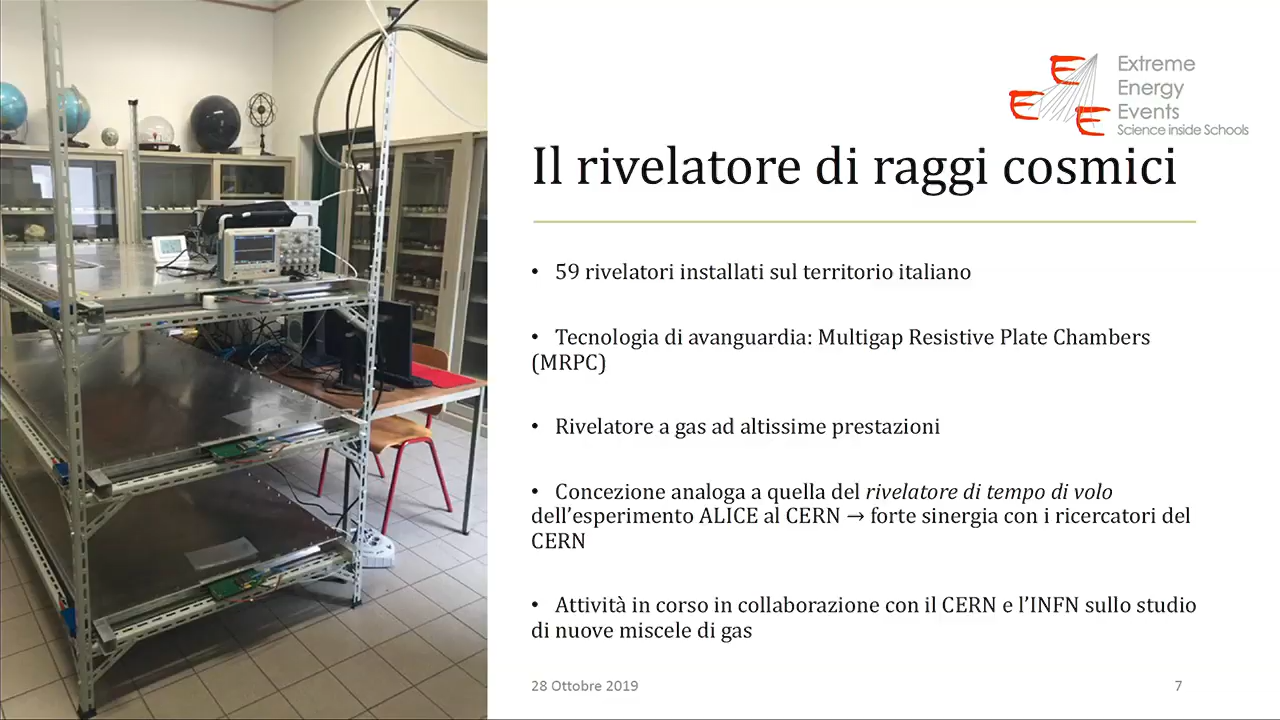 Extreme
Energy
Events
Science inside Schools
EEE
Il rivelatore di raggi cosmici
• 59 rivelatori installati sul territorio italiano
• Tecnologia di avanguardia: Multigap Resistive Plate Chambers
(MRPC)
• Rivelatore a gas ad altissime prestazioni
• Concezione analoga a quella del rivelatore di tempo di volo
dell’esperimento ALICE al CERN → forte sinergia con i ricercatori del
CERN
• Attività in corso in collaborazione con il CERN e l’INFN sullo studio
di nuove miscele di gas
28 Ottobre 2019
7